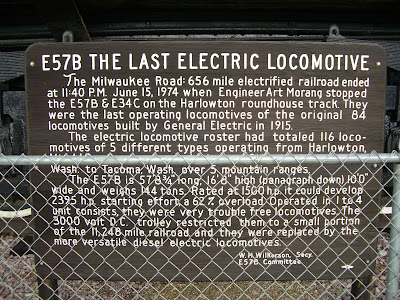 E57B THE LAST ELECTRIC LOCOMOTIVE
The Milwaukee Road: 656 mile electrified railroad ended
at 11:40 P.M. June 15, 1974 when Engineer Art Morang stopped
the E57B & E34C on the Harlowton roundhouse track. They
were the last operating locomotives of the original 84
locomotives built by General Electric in 1915.
The electric locomotive roster had totaled 116 loco-
motives of 5 different types operating from Harlowton,
Wash. to Tacoma, Wash. over 5 mountain ranges.
The E57B is 57'8¾" long, 16'8" high (paragraph down) 10'0"
wide and weighs 144 tons. Rated at 1500 h.p. it could develop
2395 h.p. starting effort, a 62% overload. Operated in 1 to 4
unit consists, they were very trouble free locomotives. The
3000 volt D.C. trolley restricted them to a small portion
of the 11,248 mile railroad and they were replaced by the
more versatile diesel electric locomotives.
W.H. Wilkerson, Secy.
E57B Committee